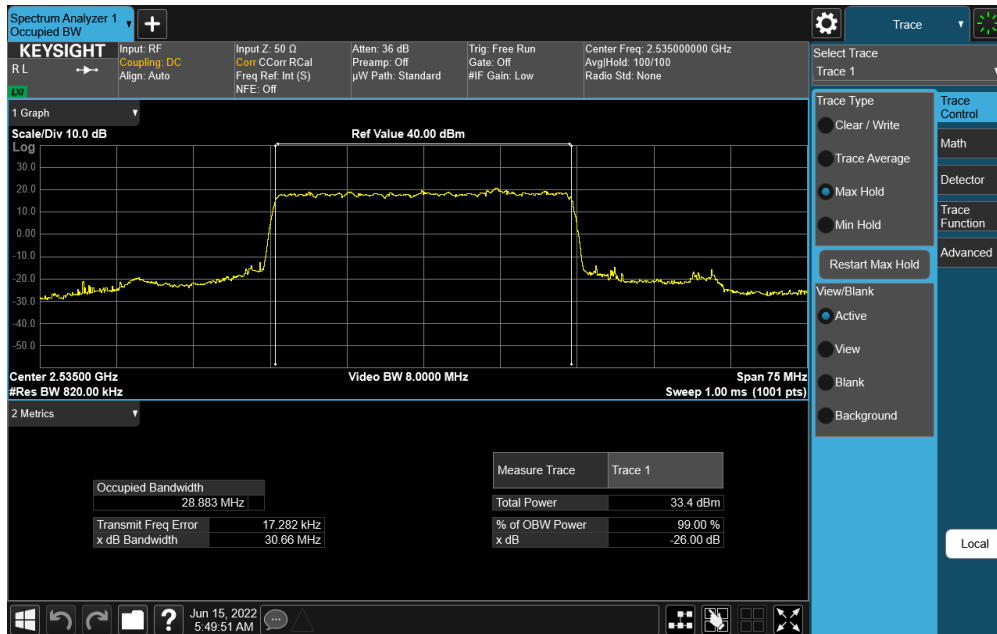 Spectrum Analyzer 1
Occupied BW
+
Trace
KEYSIGHT
R L
LXI
Input: RF
Coupling: DC
Align: Auto
Input Z: 50 Ω
Corr CCorr RCal
Freq Ref: Int (S)
NFE: Off
Atten: 36 dB
Preamp: Off
µW Path: Standard
Trig: Free Run
Gate: Off
#IF Gain: Low
Center Freq: 2.535000000 GHz
Avg|Hold: 100/100
Radio Std: None
Select Trace
Trace 1
1 Graph
Scale/Div 10.0 dB
Ref Value 40.00 dBm
Log
30.0
20.0
10.0
0.00
-10.0
-20.0
-30.0
-40.0
-50.0
Center 2.53500 GHz
Video BW 8.0000 MHz
Span 75 MHz
#Res BW 820.00 kHz
Sweep 1.00 ms (1001 pts)
Trace Type
Clear / Write
Trace Average
Max Hold
Min Hold
Restart Max Hold
View/Blank
Active
View
Blank
Background
Trace
Control
Math
Detector
Trace
Function
Advanced
Local
2 Metrics
Occupied Bandwidth
28.883 MHz
Transmit Freq Error 17.282 kHz
x dB Bandwidth 30.66 MHz
Measure Trace Trace 1
Total Power 33.4 dBm
% of OBW Power 99.00 %
x dB -26.00 dB
?
Jun 15, 2022
5:49:51 AM